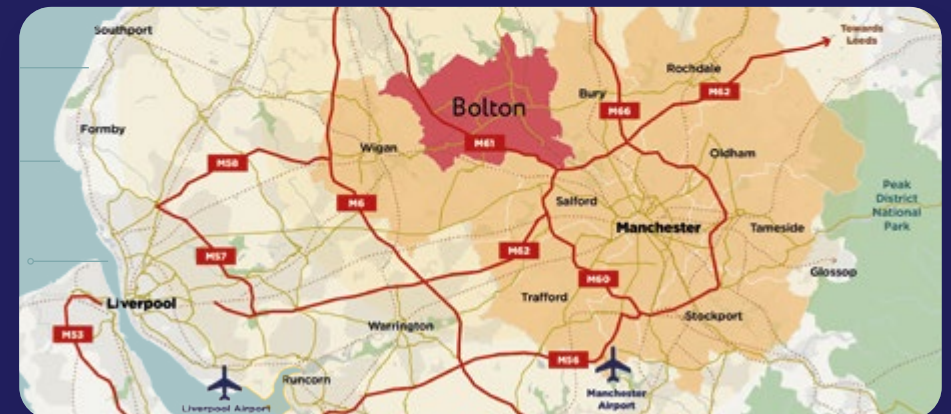 Southport
Towards
Leeds
Rochdale
Bolton
Bury
M62
M66
Formby
M61
Wigan
Oldham
M58
Peak
District
National
Park
M6
Salford
Manchester
Tameside
M62
M57
Glossop
M60
Liverpool
Trafford
Stockport
M53
Warrington
M56
Runcorn
Manchester
Airport
Liverpool Airport